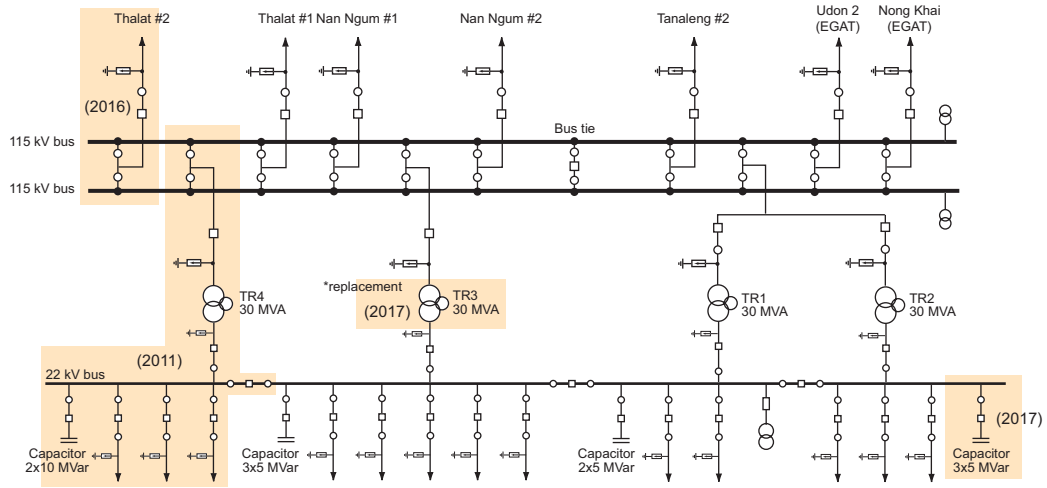 Thalat #2
Thalat #1
Nan Ngum #1
Nan Ngum #2
Tanaleng #2
Udon 2
(EGAT)
Nong Khai
(EGAT)
(2016)
Bus tie
115 kV bus
115 kV bus
*replacement
(2017)
TR4
30 MVA
TR3
30 MVA
TR1
30 MVA
TR2
30 MVA
(2011)
22 kV bus
(2017)
Capacitor
2x10 MVar
Capacitor
3x5 MVar
Capacitor
2x5 MVar
Capacitor
3x5 MVar